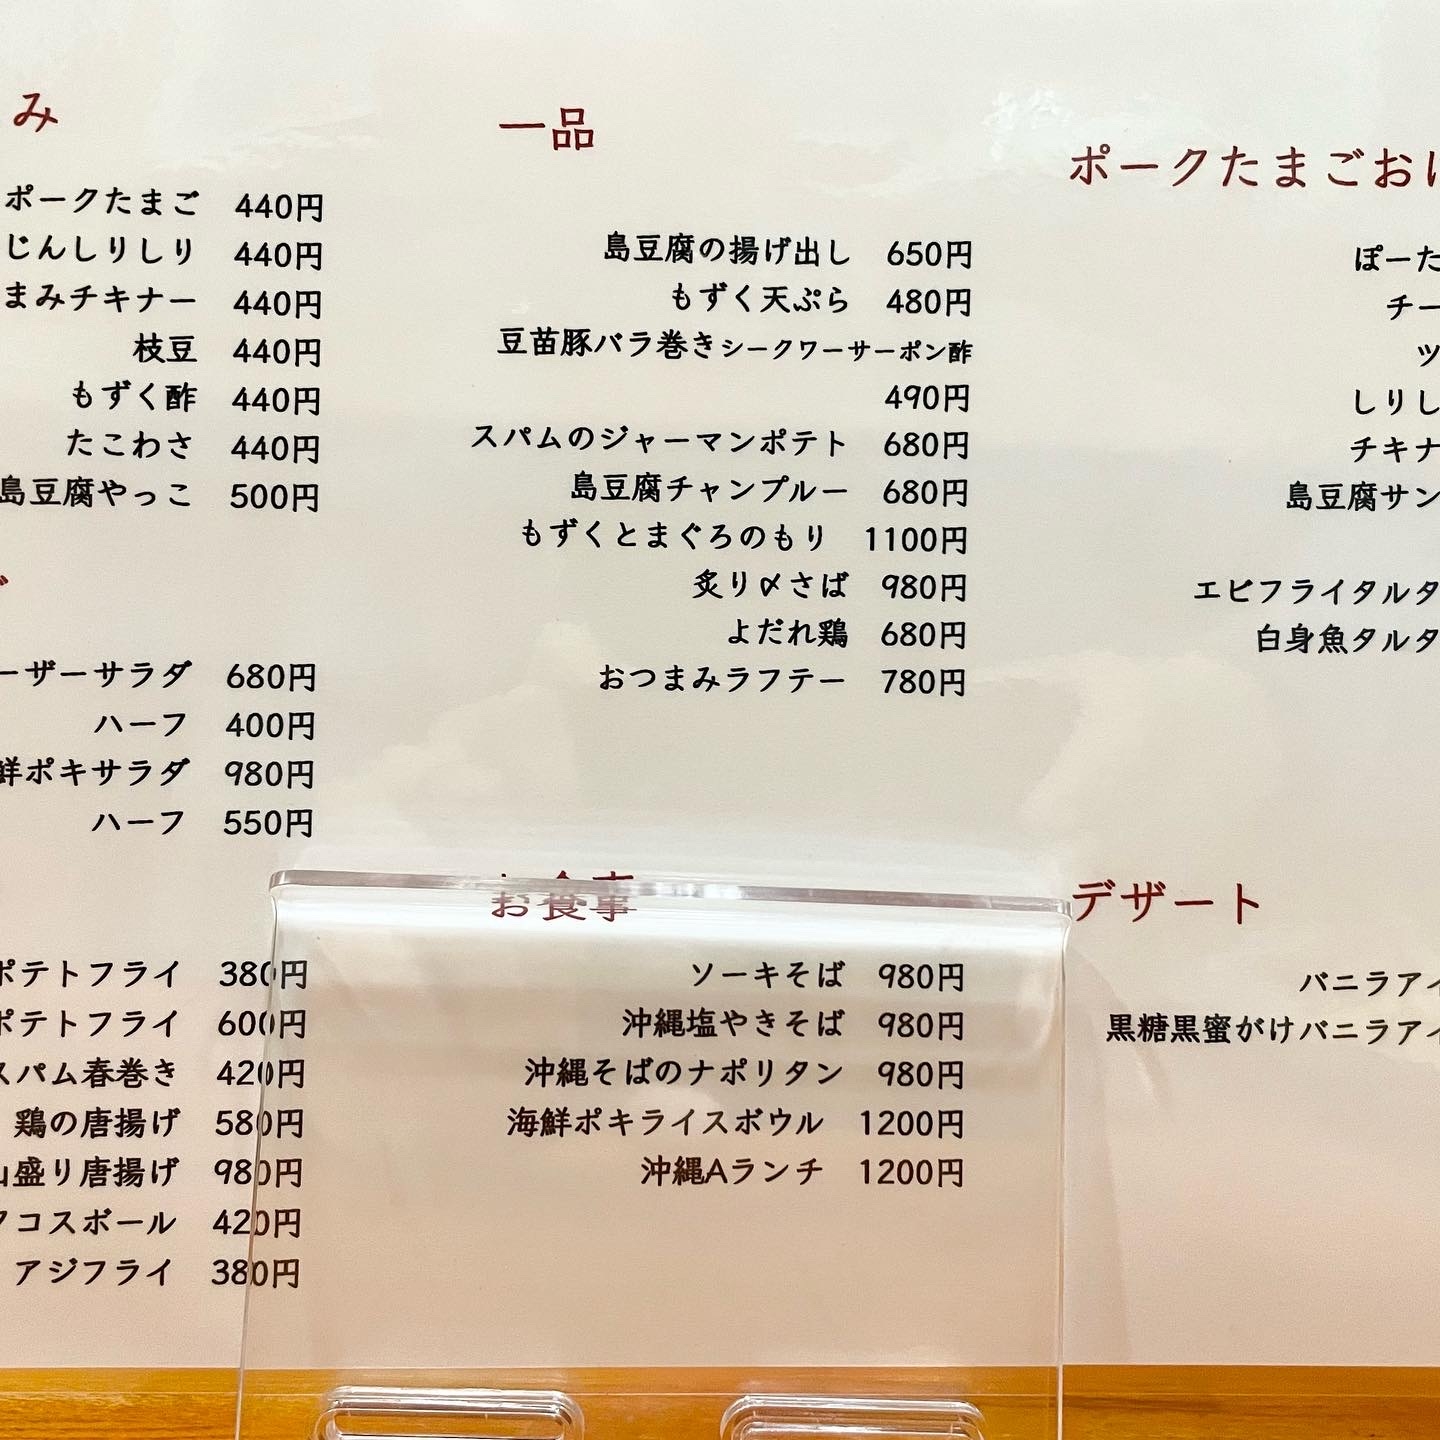 み
ポークたまご 440円
じんしりしり 440円
まみチキナー 440円
枝豆 440円
もずく酢 440円
たこわさ 440円
島豆腐やっこ 500円
ーザーサラダ 680円
ハーフ 400円
鮮ポキサラダ 980円
ハーフ 550円
ポテトフライ 380円
ポテトフライ 600円
スパム春巻き 420円
鶏の唐揚げ 580円
山盛り唐揚げ 980円
コスボール 420円
アジフライ 380円
一品
島豆腐の揚げ出し 650円
もずく天ぷら 480円
豆苗豚バラ巻きシークワーサーポン酢
490円
スパムのジャーマンポテト 680円
島豆腐チャンプルー 680円
もずくとまぐろのもり 1100円
炙り〆さば 980円
よだれ鶏 680円
おつまみラフテー 780円
お食事
ソーキそば 980円
沖縄塩やきそば 980円
沖縄そばのナポリタン 980円
海鮮ポキライスボウル 1200円
沖縄Aランチ 1200円
ポークたまごお
ぽーた
チー
ツ
しりし
チキナ
島豆腐サン
エビフライタルタ
白身魚タルタ
デザート
バニラアイ
黒糖黒蜜がけバニラアイ